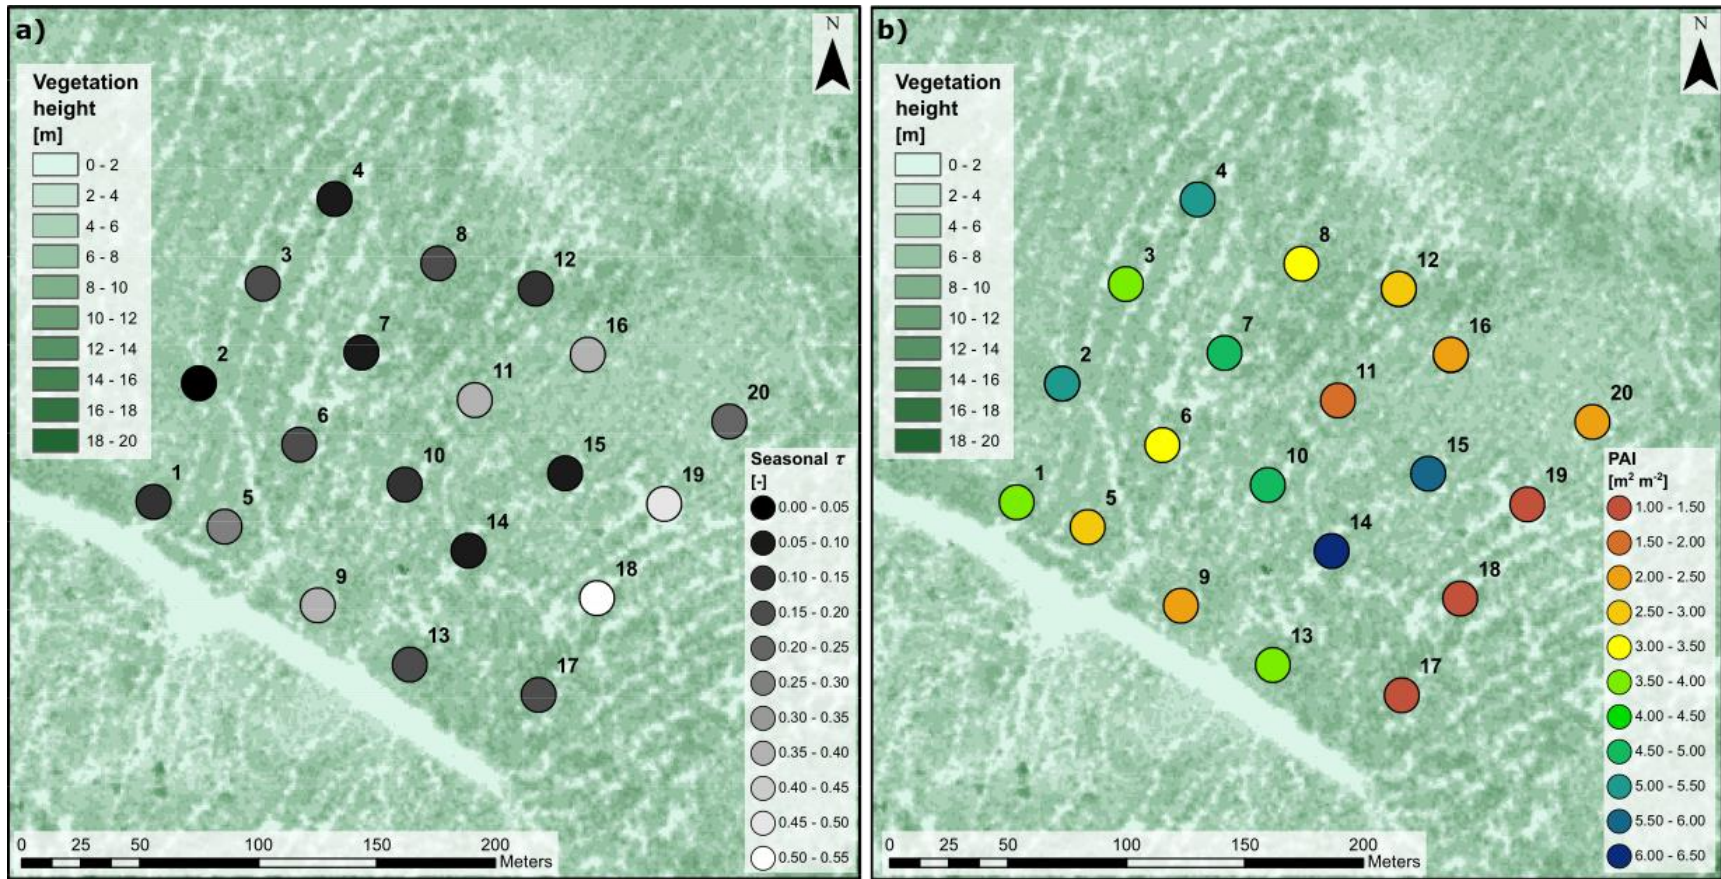 a)
N
Vegetation
height
[m]
0 - 2
2 - 4
4 - 6
6 - 8
8 - 10
10 - 12
12 - 14
14 - 16
16 - 18
18 - 20
4
8
3
12
7
16
2
11
20
6
15
10
19
1
5
14
18
9
13
17
Seasonal τ
[-]
0.00 - 0.05
0.05 - 0.10
0.10 - 0.15
0.15 - 0.20
0.20 - 0.25
0.25 - 0.30
0.30 - 0.35
0.35 - 0.40
0.40 - 0.45
0.45 - 0.50
0.50 - 0.55
0 50 100 150 200
Meters
b)
N
Vegetation
height
[m]
0 - 2
2 - 4
4 - 6
6 - 8
8 - 10
10 - 12
12 - 14
14 - 16
16 - 18
18 - 20
4
8
3
12
7
16
2
11
20
6
15
10
19
1
5
14
18
9
13
17
PAI
[m² m⁻²]
1.00 - 1.50
1.50 - 2.00
2.00 - 2.50
2.50 - 3.00
3.00 - 3.50
3.50 - 4.00
4.00 - 4.50
4.50 - 5.00
5.00 - 5.50
5.50 - 6.00
6.00 - 6.50
0 50 100 150 200
Meters